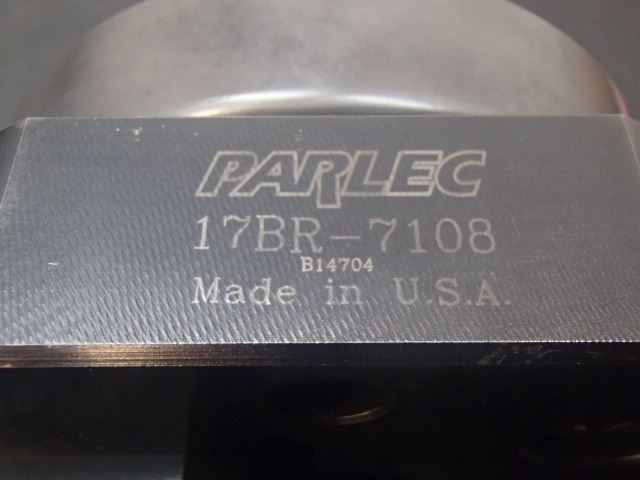 PARLEC
17BR-7108
B14704
Made in U.S.A.